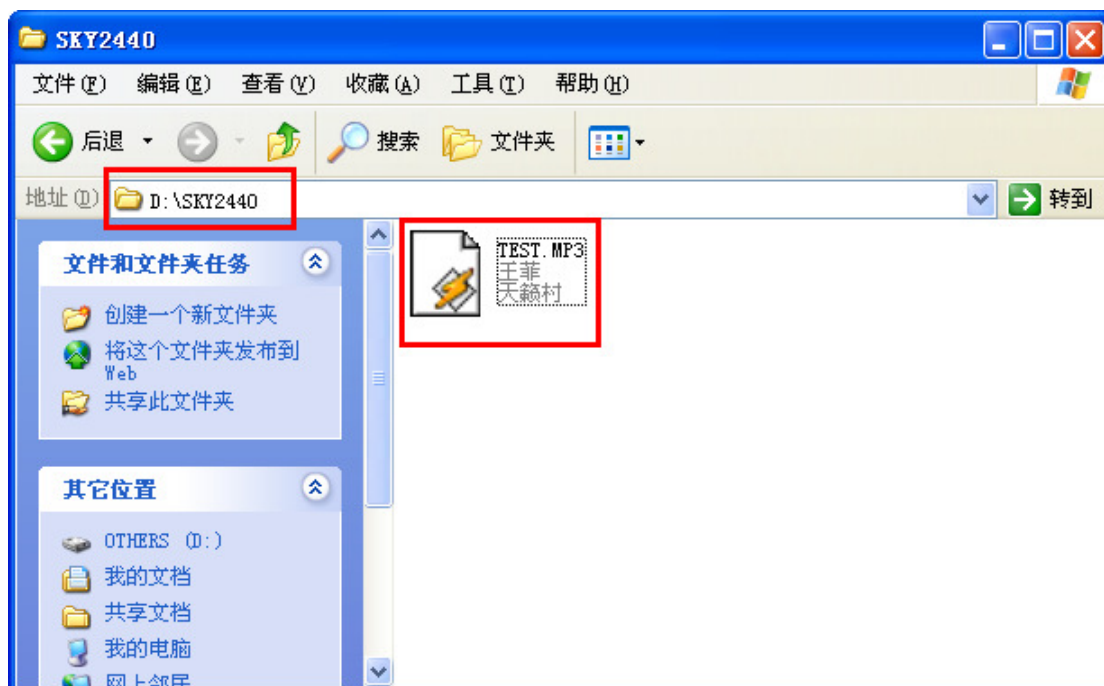 SKY2440
文件(F) 编辑(E) 查看(V) 收藏(A) 工具(T) 帮助(H)
后退 搜索 文件夹
地址(D) D:\SKY2440 转到
TEST.MP3
王菲
天籁村
文件和文件夹任务
创建一个新文件夹
将这个文件夹发布到
Web
共享此文件夹
其它位置
OTHERS (D:)
我的文档
共享文档
我的电脑
网上邻居